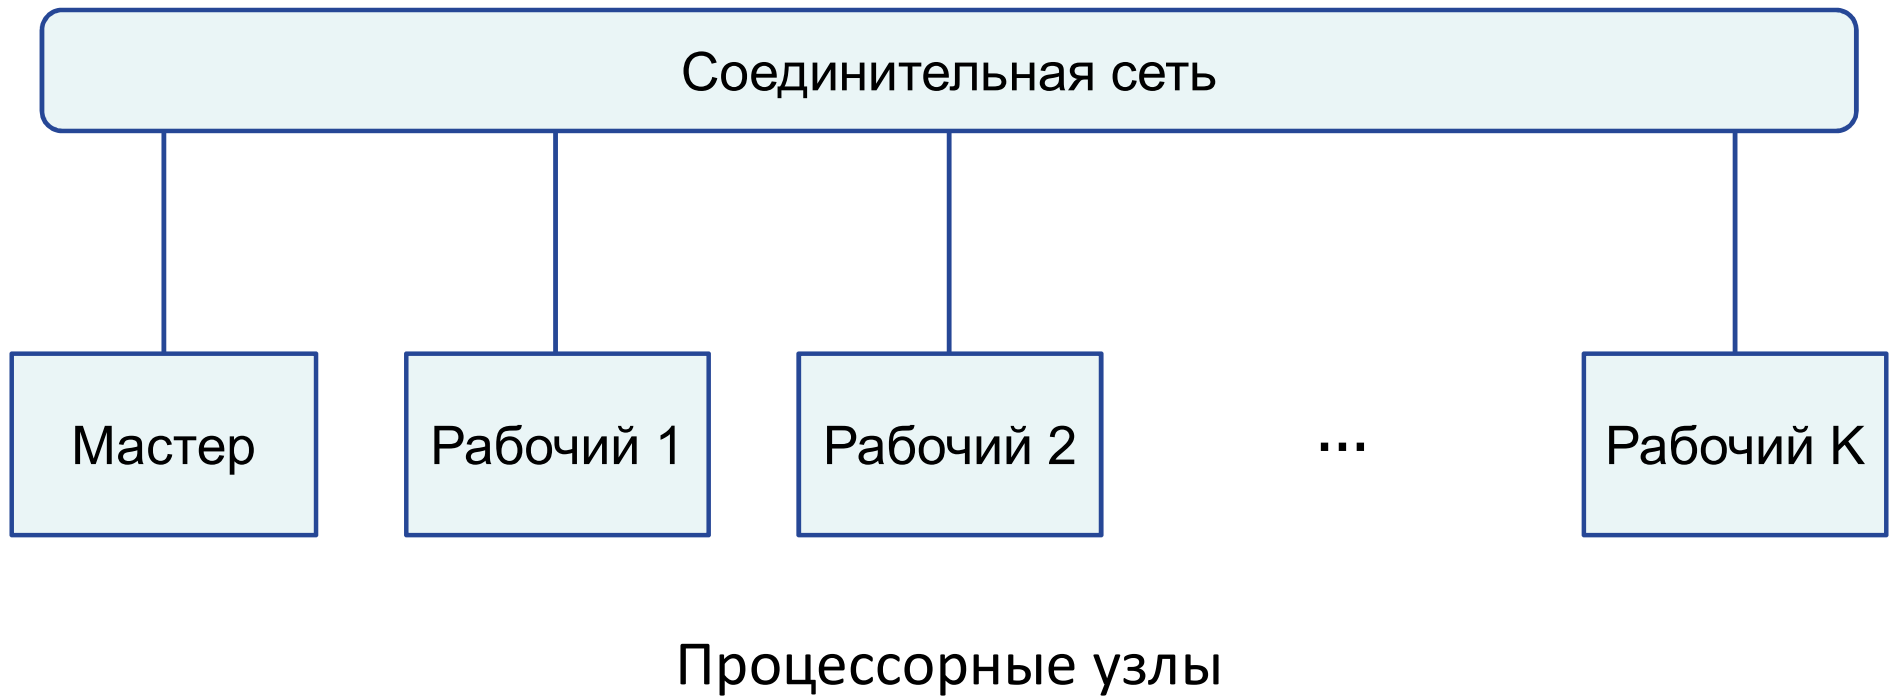 Соединительная сеть
Мастер
Рабочий 1
Рабочий 2
...
Рабочий K
Процессорные узлы